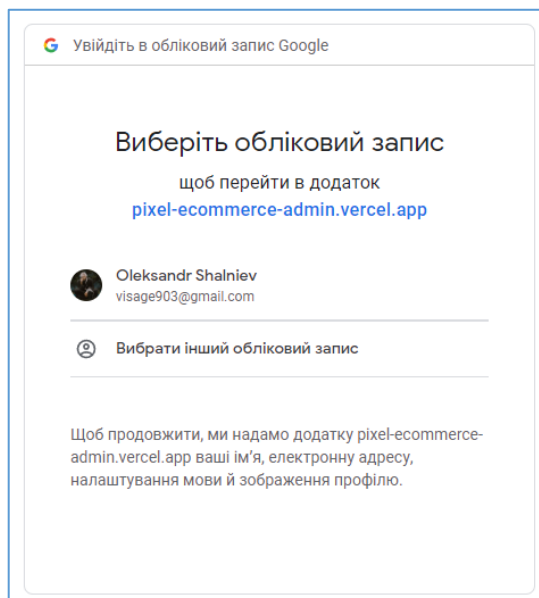 Увійдіть в обліковий запис Google
Виберіть обліковий запис
щоб перейти в додаток
pixel-ecommerce-admin.vercel.app
Oleksandr Shalniev
visage903@gmail.com
Вибрати інший обліковий запис
Щоб продовжити, ми надамо додатку pixel-ecommerce-
admin.vercel.app ваші ім’я, електронну адресу,
налаштування мови й зображення профілю.